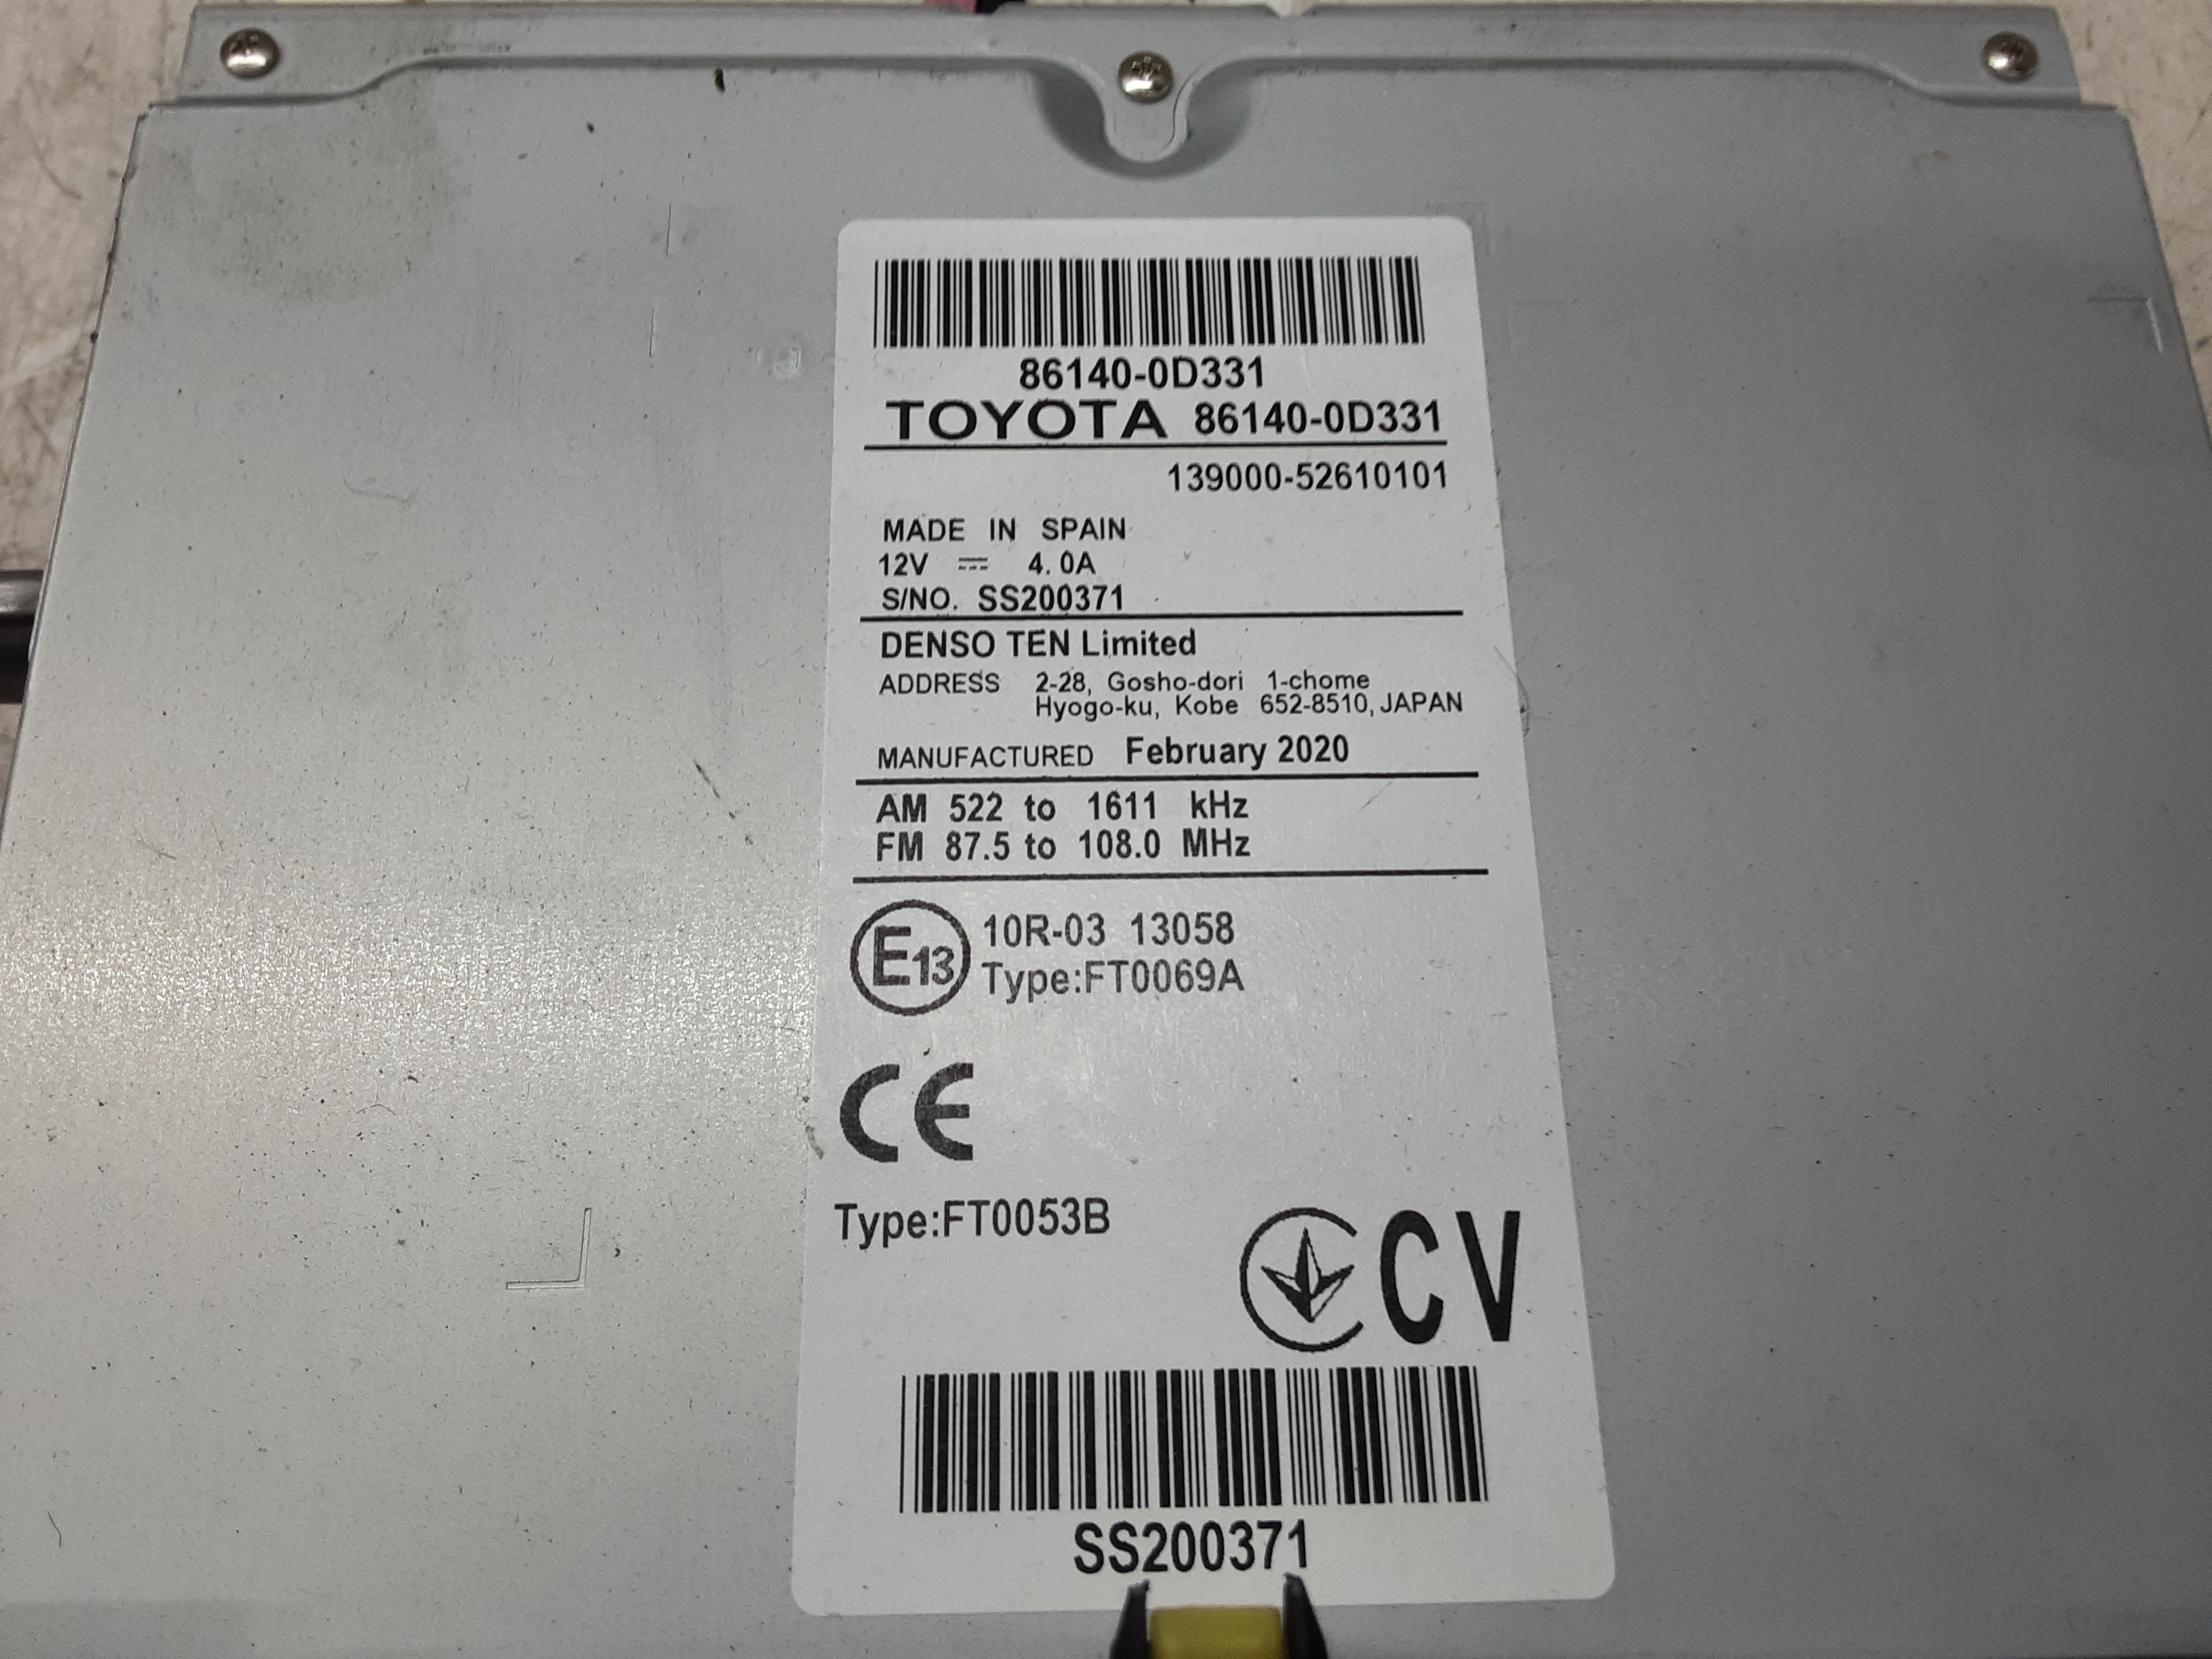 86140-0D331
TOYOTA 86140-0D331
139000-52610101
MADE IN SPAIN
12V ⎓ 4.0A
S/NO. SS200371
DENSO TEN Limited
ADDRESS 2-28, Gosho-dori 1-chome
Hyogo-ku, Kobe 652-8510, JAPAN
MANUFACTURED February 2020
AM 522 to 1611 kHz
FM 87.5 to 108.0 MHz
E13 10R-03 13058
Type:FT0069A
CE
Type:FT0053B
CV
SS200371